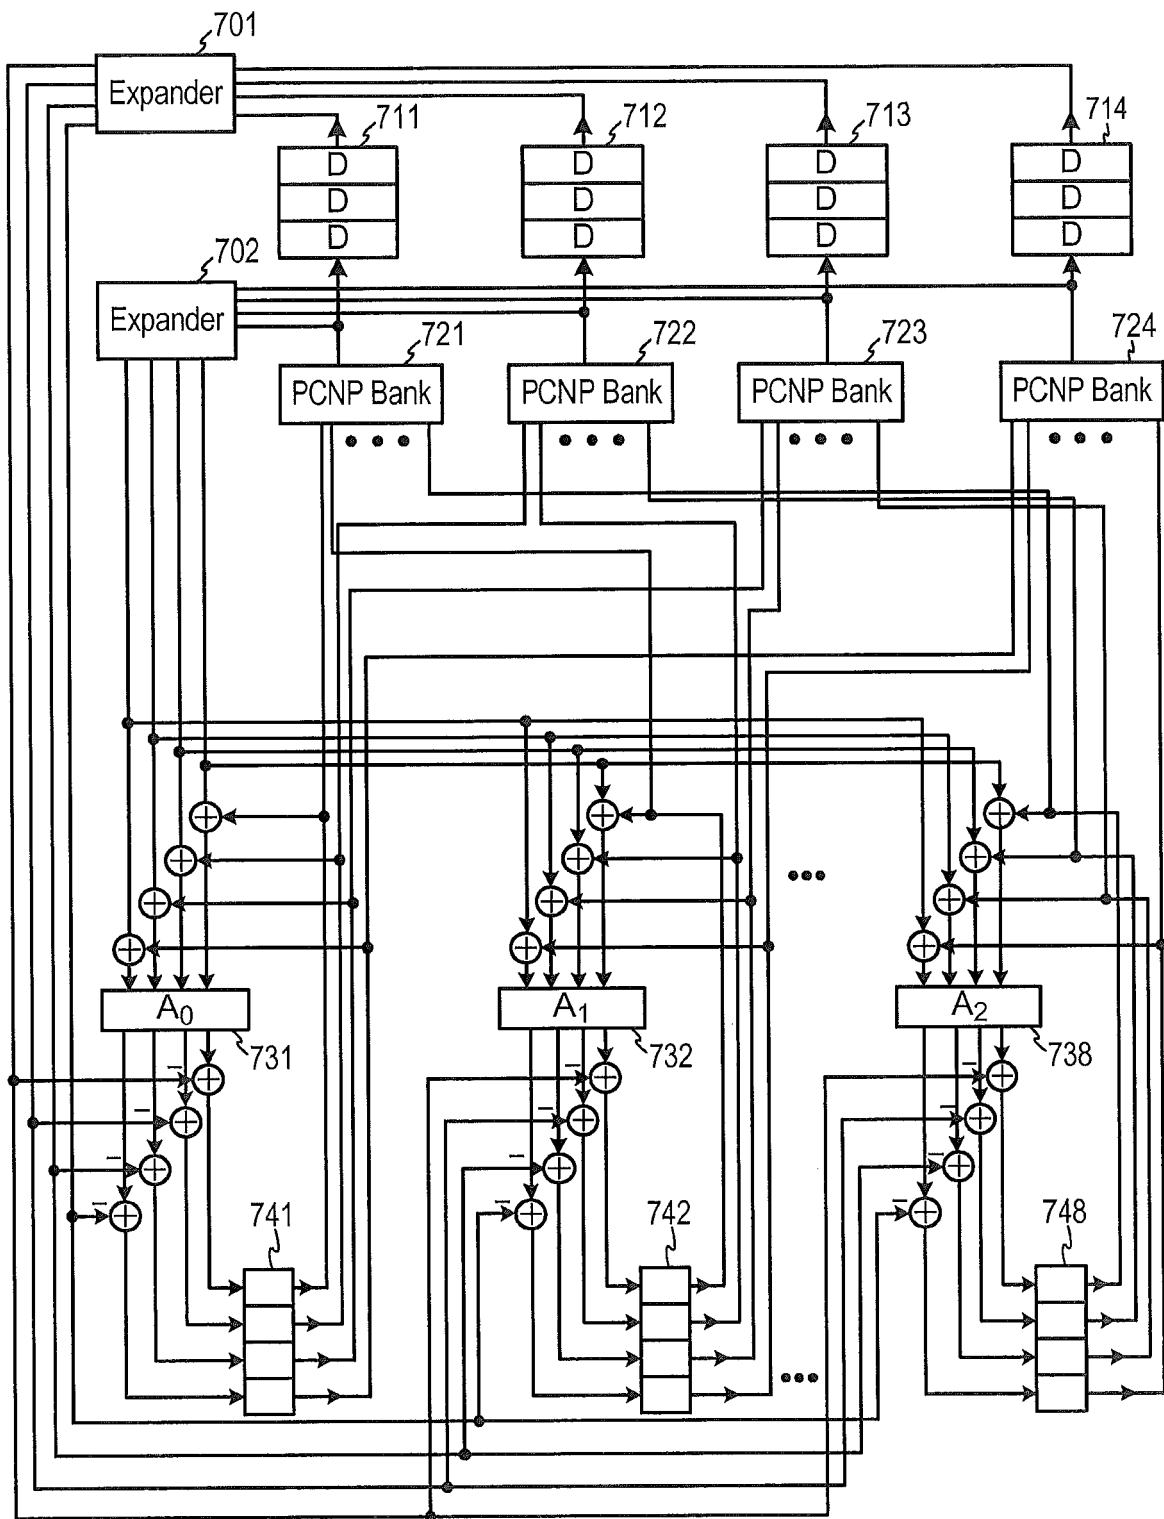 701
Expander
711
712
713
714
D
D
D
D
D
D
D
D
D
D
D
D
702
Expander
721
722
723
724
PCNP Bank
PCNP Bank
PCNP Bank
PCNP Bank
A0
A1
A2
731
732
738
741
742
748